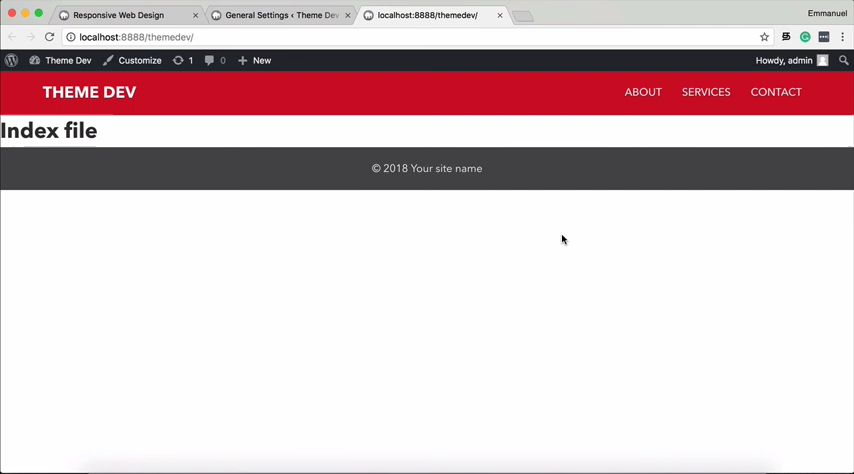 Responsive Web Design
General Settings ‹ Theme Dev
localhost:8888/themedev/
Emmanuel
localhost:8888/themedev/
Theme Dev
Customize
1
0
New
Howdy, admin
THEME DEV
ABOUT
SERVICES
CONTACT
Index file
© 2018 Your site name